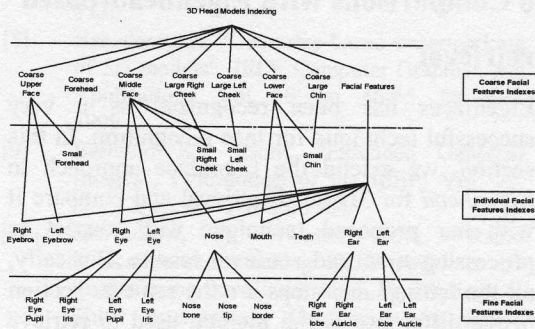 3D Head Models Indexing
Coarse Upper Face
Coarse Forehead
Coarse Middle Face
Coarse Large Right Cheek
Coarse Large Left Cheek
Coarse Lower Face
Coarse Large Chin
Facial Features
Coarse Facial Features Indexes
Small Forehead
Small Rigfht Cheek
Small Left Cheek
Small Chin
Individual Facial Features Indexes
Righ Eyebrow
Left Eyebrow
Righ Eye
Left Eye
Nose
Mouth
Teeth
Right Ear
Left Ear
Right Eye Pupil
Right Eye Iris
Left Eye Pupil
Left Eye Iris
Nose bone
Nose tip
Nose border
Right Ear lobe
Right Ear Auricle
Left Ear lobe
Left Ear Auricle
Fine Facial Features Indexes